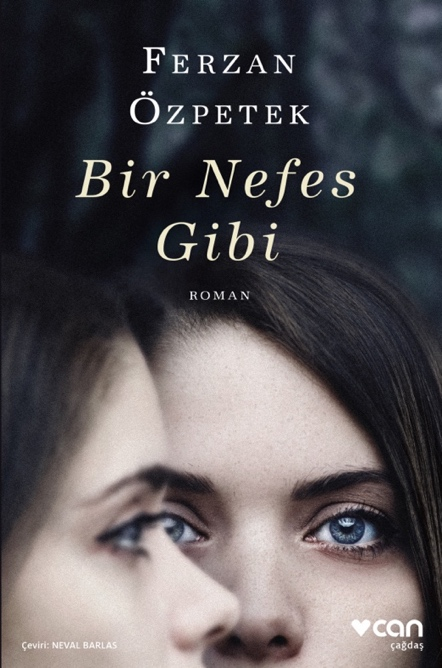 FERZAN
ÖZPETEK
Bir Nefes
Gibi
ROMAN
Çeviri: NEVAL BARLAS
can
çağdaş